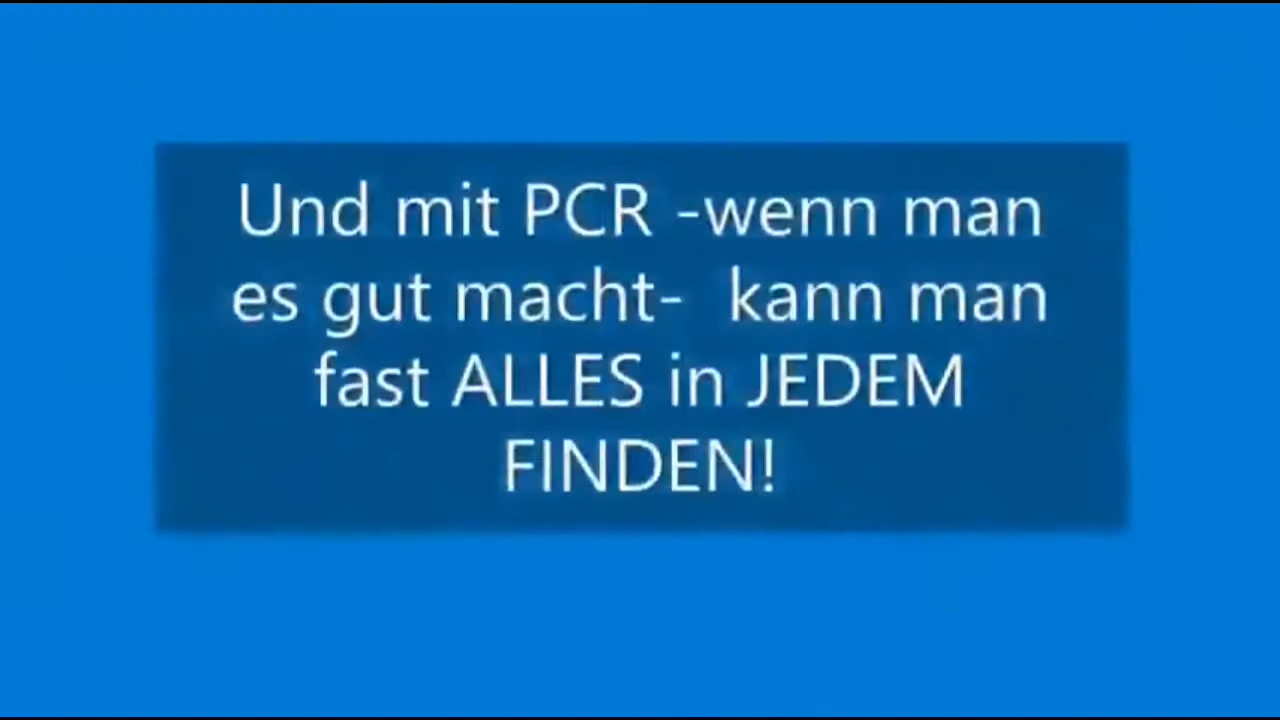 Und mit PCR -wenn man
es gut macht-  kann man
fast ALLES in JEDEM
FINDEN!